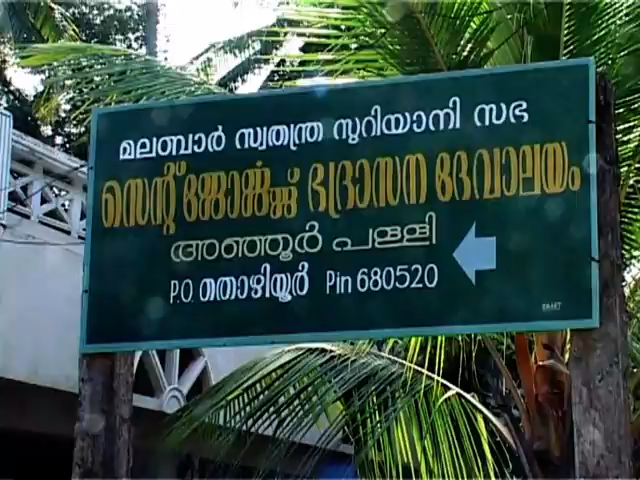 മലബാർ സ്വതന്ത്ര സുറിയാനി സഭ
സെന്റ് ജോർജ്ജ് ഭദ്രാസന ദേവാലയം
അഞ്ഞൂർ പള്ളി
P.O. തൊഴിയൂർ Pin 680520